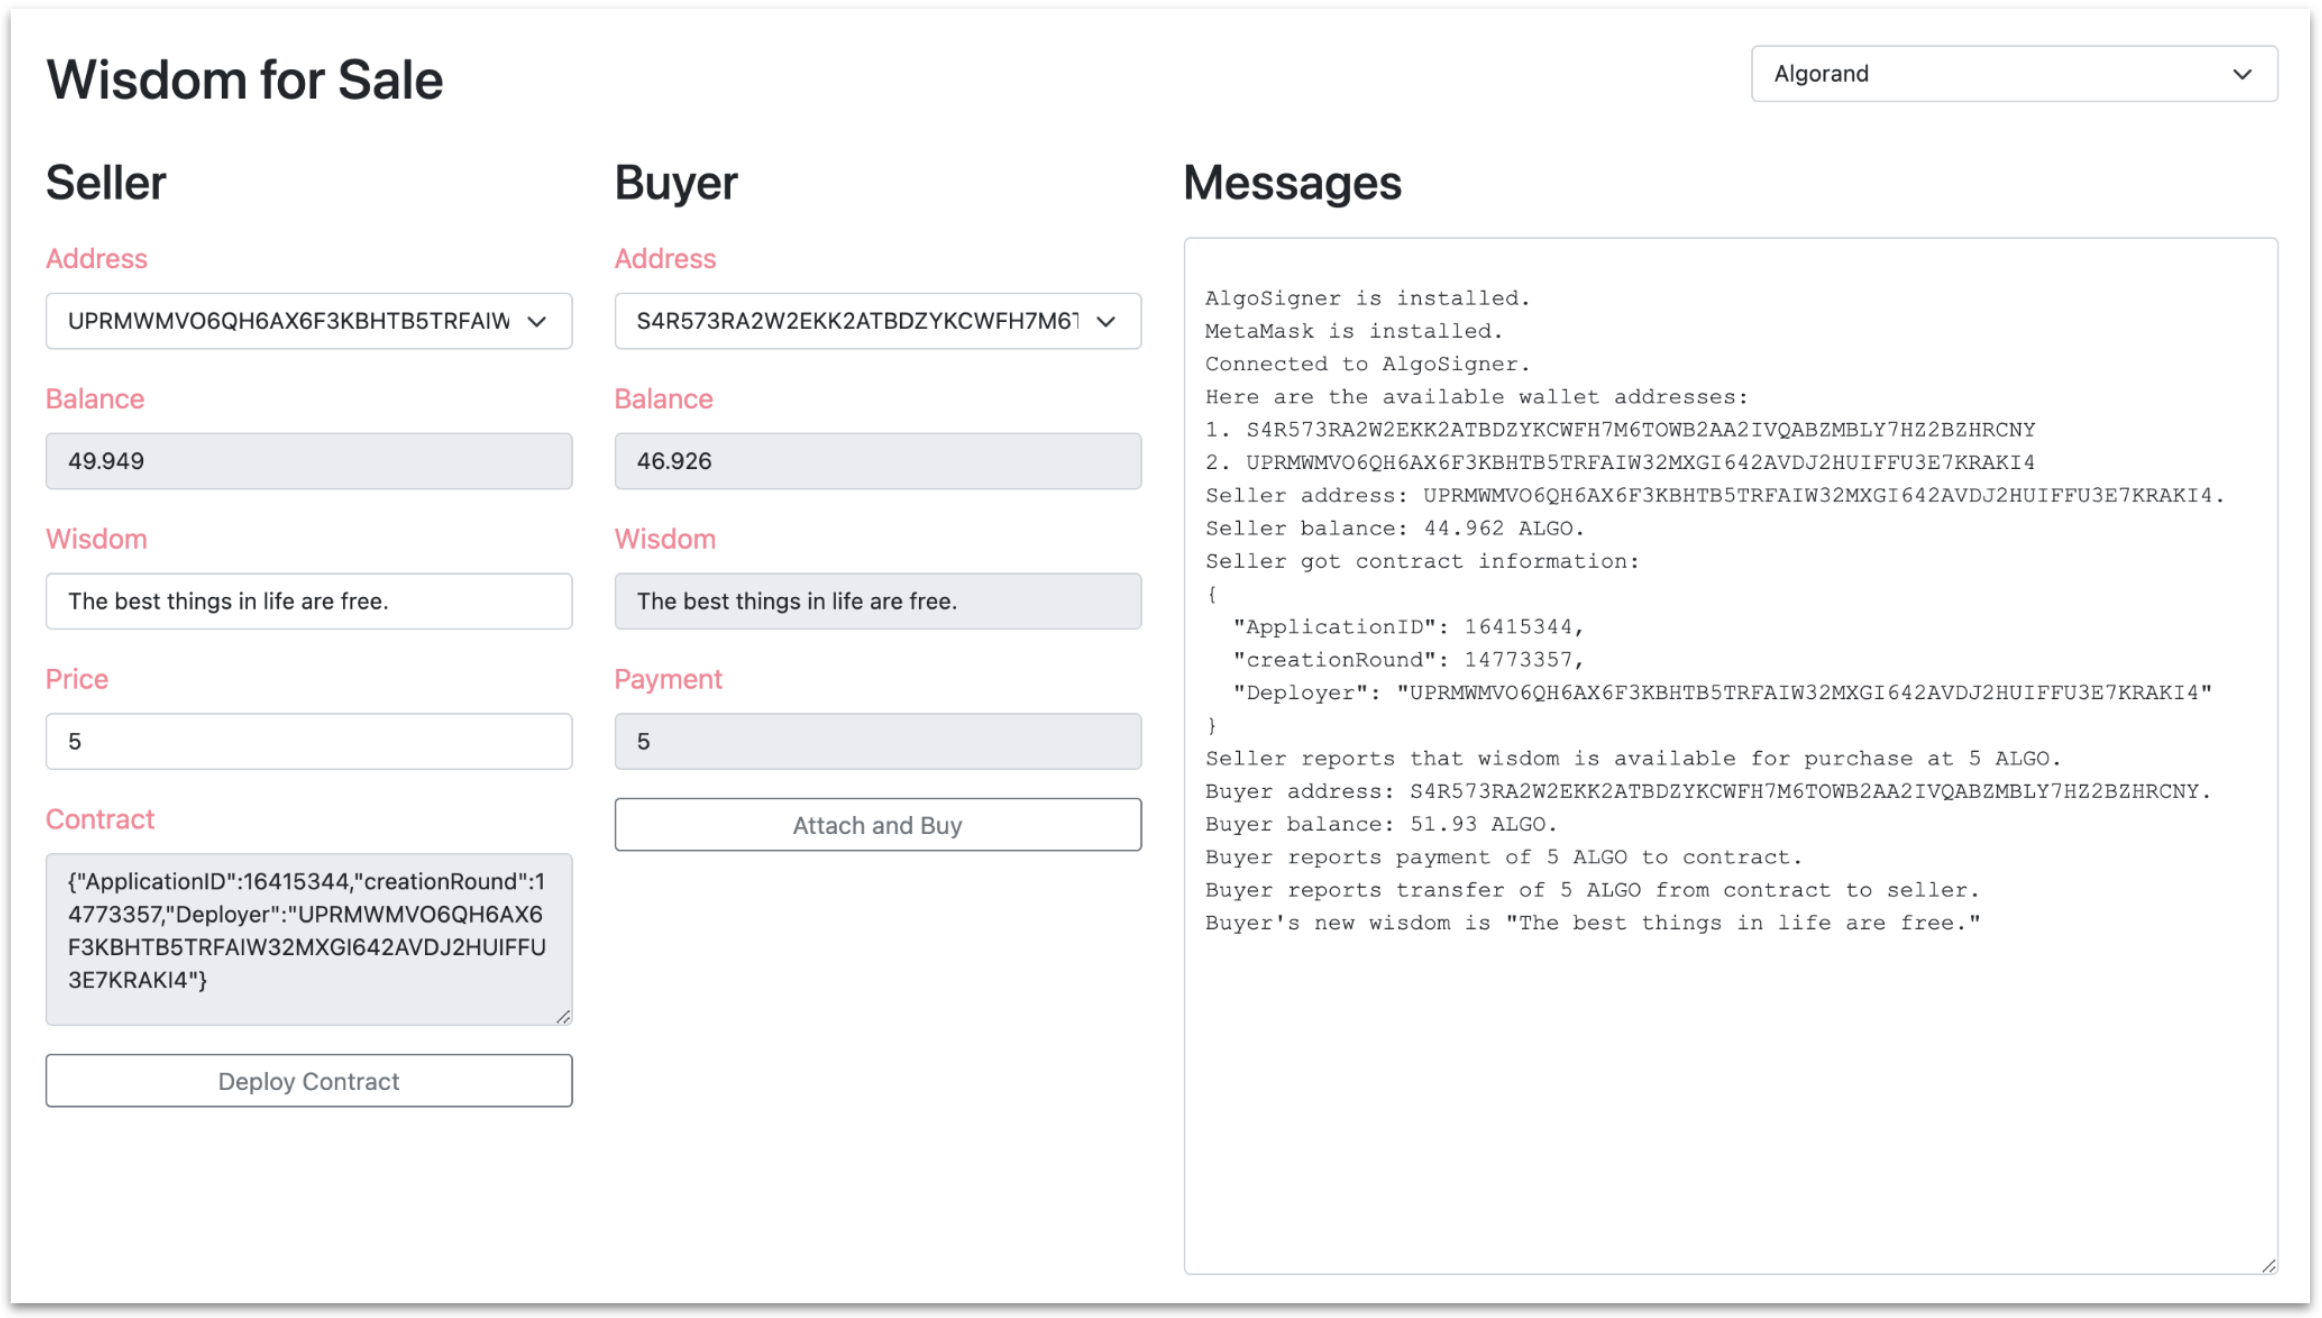 Wisdom for Sale
Algorand
Seller
Address
UPRMWMVO6QH6AX6F3KBHTB5TRFAIW
Balance
49.949
Wisdom
The best things in life are free.
Price
5
Contract
{"ApplicationID":16415344,"creationRound":1
4773357,"Deployer":"UPRMWMVO6QH6AX6
F3KBHTB5TRFAIW32MXGI642AVDJ2HUIFFU
3E7KRAKI4"}
Deploy Contract
Buyer
Address
S4R573RA2W2EKK2ATBDZYKCWFH7M6T
Balance
46.926
Wisdom
The best things in life are free.
Payment
5
Attach and Buy
Messages
AlgoSigner is installed.
MetaMask is installed.
Connected to AlgoSigner.
Here are the available wallet addresses:
1. S4R573RA2W2EKK2ATBDZYKCWFH7M6TOWB2AA2IVQABZMBLY7HZ2BZHRCNY
2. UPRMWMVO6QH6AX6F3KBHTB5TRFAIW32MXGI642AVDJ2HUIFFU3E7KRAKI4
Seller address: UPRMWMVO6QH6AX6F3KBHTB5TRFAIW32MXGI642AVDJ2HUIFFU3E7KRAKI4.
Seller balance: 44.962 ALGO.
Seller got contract information:
{
  "ApplicationID": 16415344,
  "creationRound": 14773357,
  "Deployer": "UPRMWMVO6QH6AX6F3KBHTB5TRFAIW32MXGI642AVDJ2HUIFFU3E7KRAKI4"
}
Seller reports that wisdom is available for purchase at 5 ALGO.
Buyer address: S4R573RA2W2EKK2ATBDZYKCWFH7M6TOWB2AA2IVQABZMBLY7HZ2BZHRCNY.
Buyer balance: 51.93 ALGO.
Buyer reports payment of 5 ALGO to contract.
Buyer reports transfer of 5 ALGO from contract to seller.
Buyer's new wisdom is "The best things in life are free."